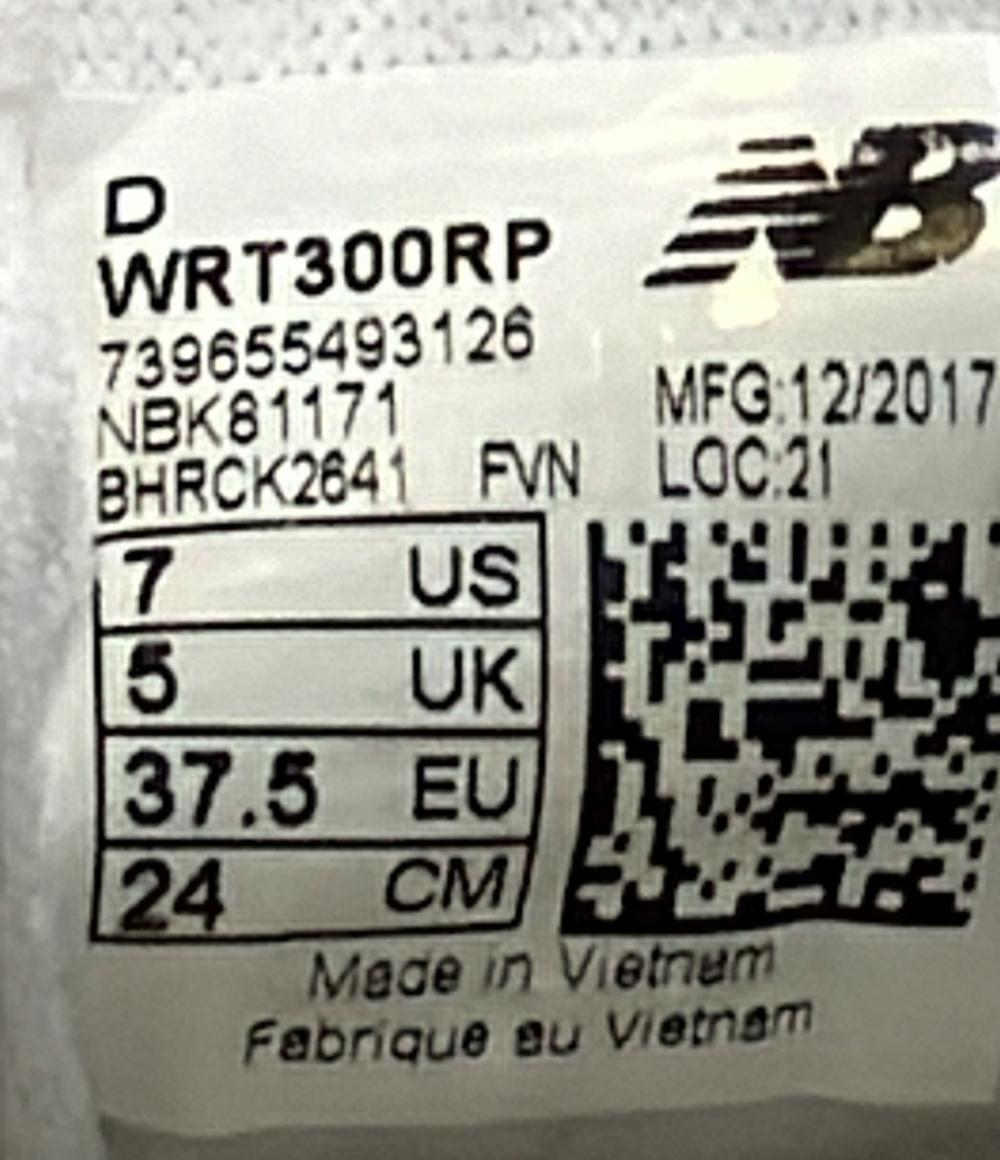 D
WRT300RP
739655493126
NBK81171
BHRCK2641 FVN
NB
MFG:12/2017
LOC:21
7 US
5 UK
37.5 EU
24 CM
Made in Vietnam
Fabrique au Vietnam